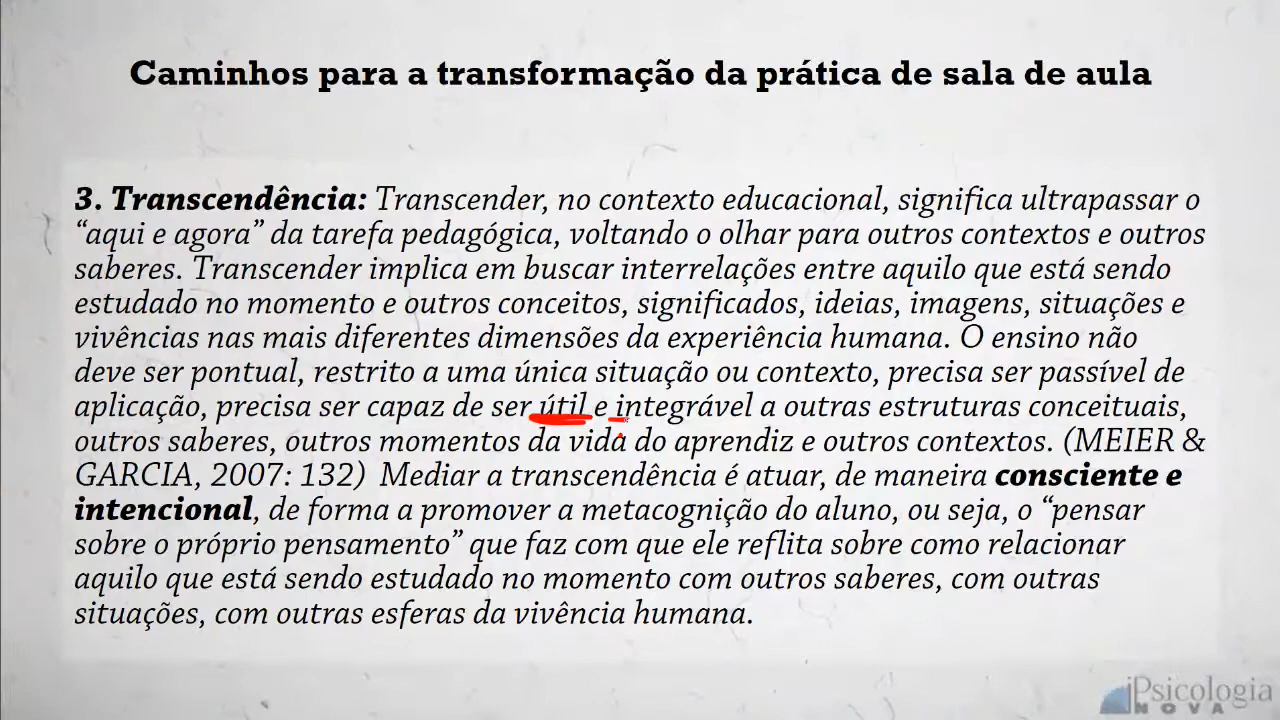 Caminhos para a transformação da prática de sala de aula
3. Transcendência: Transcender, no contexto educacional, significa ultrapassar o
“aqui e agora” da tarefa pedagógica, voltando o olhar para outros contextos e outros
saberes. Transcender implica em buscar interrelações entre aquilo que está sendo
estudado no momento e outros conceitos, significados, ideias, imagens, situações e
vivências nas mais diferentes dimensões da experiência humana. O ensino não
deve ser pontual, restrito a uma única situação ou contexto, precisa ser passível de
aplicação, precisa ser capaz de ser útil e integrável a outras estruturas conceituais,
outros saberes, outros momentos da vida do aprendiz e outros contextos. (MEIER &
GARCIA, 2007: 132) Mediar a transcendência é atuar, de maneira consciente e
intencional, de forma a promover a metacognição do aluno, ou seja, o “pensar
sobre o próprio pensamento” que faz com que ele reflita sobre como relacionar
aquilo que está sendo estudado no momento com outros saberes, com outras
situações, com outras esferas da vivência humana.
Psicologia
NOVA